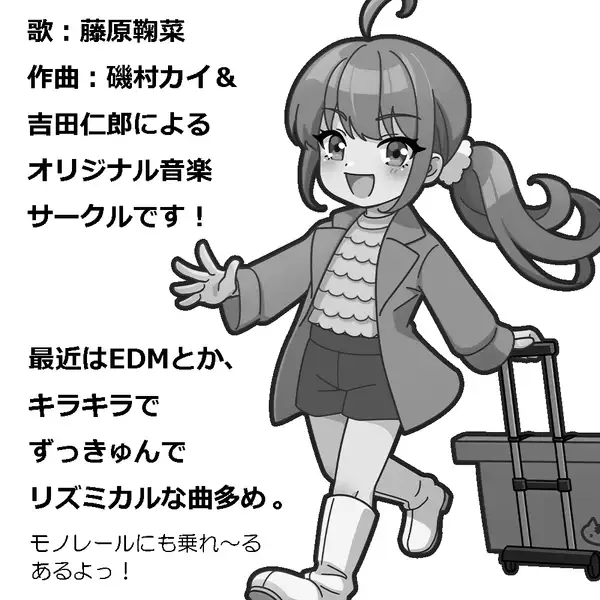 歌：藤原鞠菜
作曲：磯村カイ＆
吉田仁郎による
オリジナル音楽
サークルです！
最近はEDMとか、
キラキラで
ずっきゅんで
リズミカルな曲多め。
モノレールにも乗れ～る
あるよっ！